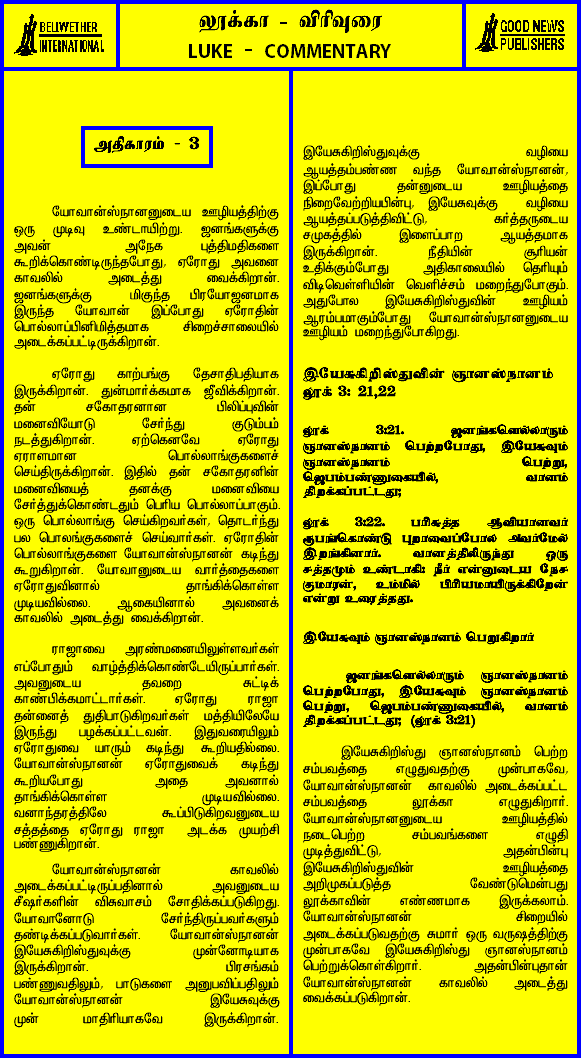 BELLWETHER
INTERNATIONAL
லூக்கா - விரிவுரை
LUKE - COMMENTARY
GOOD NEWS
PUBLISHERS
அதிகாரம் - 3
யோவான்ஸ்நானனுடைய ஊழியத்திற்கு
ஒரு முடிவு உண்டாயிற்று. ஜனங்களுக்கு
அவன் அநேக புத்திமதிகளை
கூறிக்கொண்டிருந்தபோது, ஏரோது அவனை
காவலில் அடைத்து வைக்கிறான்.
ஜனங்களுக்கு மிகுந்த பிரயோஜனமாக
இருந்த யோவான் இப்போது ஏரோதின்
பொல்லாப்பினிமித்தமாக சிறைச்சாலையில்
அடைக்கப்பட்டிருக்கிறான்.
ஏரோது காற்பங்கு தேசாதிபதியாக
இருக்கிறான். துன்மார்க்கமாக ஜீவிக்கிறான்.
தன் சகோதரனான பிலிப்புவின்
மனைவியோடு சேர்ந்து குடும்பம்
நடத்துகிறான். ஏற்கெனவே ஏரோது
ஏராளமான பொல்லாங்குகளைச்
செய்திருக்கிறான். இதில் தன் சகோதரனின்
மனைவியைத் தனக்கு மனைவியை
சேர்த்துக்கொண்டதும் பெரிய பொல்லாப்பாகும்.
ஒரு பொல்லாங்கு செய்கிறவர்கள், தொடர்ந்து
பல பொலங்குகளைச் செய்வார்கள். ஏரோதின்
பொல்லாங்குகளை யோவான்ஸ்நானன் கடிந்து
கூறுகிறான். யோவானுடைய வார்த்தைகளை
ஏரோதுவினால் தாங்கிக்கொள்ள
முடியவில்லை. ஆகையினால் அவனைக்
காவலில் அடைத்து வைக்கிறான்.
ராஜாவை அரண்மனையிலுள்ளவர்கள்
எப்போதும் வாழ்த்திக்கொண்டேயிருப்பார்கள்.
அவனுடைய தவறை சுட்டிக்
காண்பிக்கமாட்டார்கள். ஏரோது ராஜா
தன்னைத் துதிபாடுகிறவர்கள் மத்தியிலேயே
இருந்து பழக்கப்பட்டவன். இதுவரையிலும்
ஏரோதுவை யாரும் கடிந்து கூறியதில்லை.
யோவான்ஸ்நானன் ஏரோதுவைக் கடிந்து
கூறியபோது அதை அவனால்
தாங்கிக்கொள்ள முடியவில்லை.
வனாந்தரத்திலே கூப்பிடுகிறவனுடைய
சத்தத்தை ஏரோது ராஜா அடக்க முயற்சி
பண்ணுகிறான்.
யோவான்ஸ்நானன் காவலில்
அடைக்கப்பட்டிருப்பதினால் அவனுடைய
சீஷர்களின் விசுவாசம் சோதிக்கப்படுகிறது.
யோவானோடு சேர்ந்திருப்பவர்களும்
தண்டிக்கப்படுவார்கள். யோவான்ஸ்நானன்
இயேசுகிறிஸ்துவுக்கு முன்னோடியாக
இருக்கிறான். பிரசங்கம்
பண்ணுவதிலும், பாடுகளை அனுபவிப்பதிலும்
யோவான்ஸ்நானன் இயேசுவுக்கு
முன் மாதிரியாகவே இருக்கிறான்.
இயேசுகிறிஸ்துவுக்கு வழியை
ஆயத்தம்பண்ண வந்த யோவான்ஸ்நானன்,
இப்போது தன்னுடைய ஊழியத்தை
நிறைவேற்றியபின்பு, இயேசுவுக்கு வழியை
ஆயத்தப்படுத்திவிட்டு, கர்த்தருடைய
சமுகத்தில் இளைப்பாற ஆயத்தமாக
இருக்கிறான். நீதியின் சூரியன்
உதிக்கும்போது அதிகாலையில் தெரியும்
விடிவெள்ளியின் வெளிச்சம் மறைந்துபோகும்.
அதுபோல இயேசுகிறிஸ்துவின் ஊழியம்
ஆரம்பமாகும்போது யோவான்ஸ்நானனுடைய
ஊழியம் மறைந்துபோகிறது.
இயேசுகிறிஸ்துவின் ஞானஸ்நானம்
லூக் 3: 21,22
லூக் 3:21. ஜனங்களெல்லாரும்
ஞானஸ்நானம் பெற்றபோது, இயேசுவும்
ஞானஸ்நானம் பெற்று,
ஜெபம்பண்ணுகையில், வானம்
திறக்கப்பட்டது;
லூக் 3:22. பரிசுத்த ஆவியானவர்
ரூபங்கொண்டு புறாவைப்போல் அவர்மேல்
இறங்கினார். வானத்திலிருந்து ஒரு
சத்தமும் உண்டாகி: நீர் என்னுடைய நேச
குமாரன், உம்மில் பிரியமாயிருக்கிறேன்
என்று உரைத்தது.
இயேசுவும் ஞானஸ்நானம் பெறுகிறார்
ஜனங்களெல்லாரும் ஞானஸ்நானம்
பெற்றபோது, இயேசுவும் ஞானஸ்நானம்
பெற்று, ஜெபம்பண்ணுகையில், வானம்
திறக்கப்பட்டது; (லூக் 3:21)
இயேசுகிறிஸ்து ஞானஸ்நானம் பெற்ற
சம்பவத்தை எழுதுவதற்கு முன்பாகவே,
யோவான்ஸ்நானன் காவலில் அடைக்கப்பட்ட
சம்பவத்தை லூக்கா எழுதுகிறார்.
யோவான்ஸ்நானனுடைய ஊழியத்தில்
நடைபெற்ற சம்பவங்களை எழுதி
முடித்துவிட்டு, அதன்பின்பு
இயேசுகிறிஸ்துவின் ஊழியத்தை
அறிமுகப்படுத்த வேண்டுமென்பது
லூக்காவின் எண்ணமாக இருக்கலாம்.
யோவான்ஸ்நானன் சிறையில்
அடைக்கப்படுவதற்கு சுமார் ஒரு வருஷத்திற்கு
முன்பாகவே இயேசுகிறிஸ்து ஞானஸ்நானம்
பெற்றுக்கொள்கிறார். அதன்பின்புதான்
யோவான்ஸ்நானன் காவலில் அடைத்து
வைக்கப்படுகிறான்.